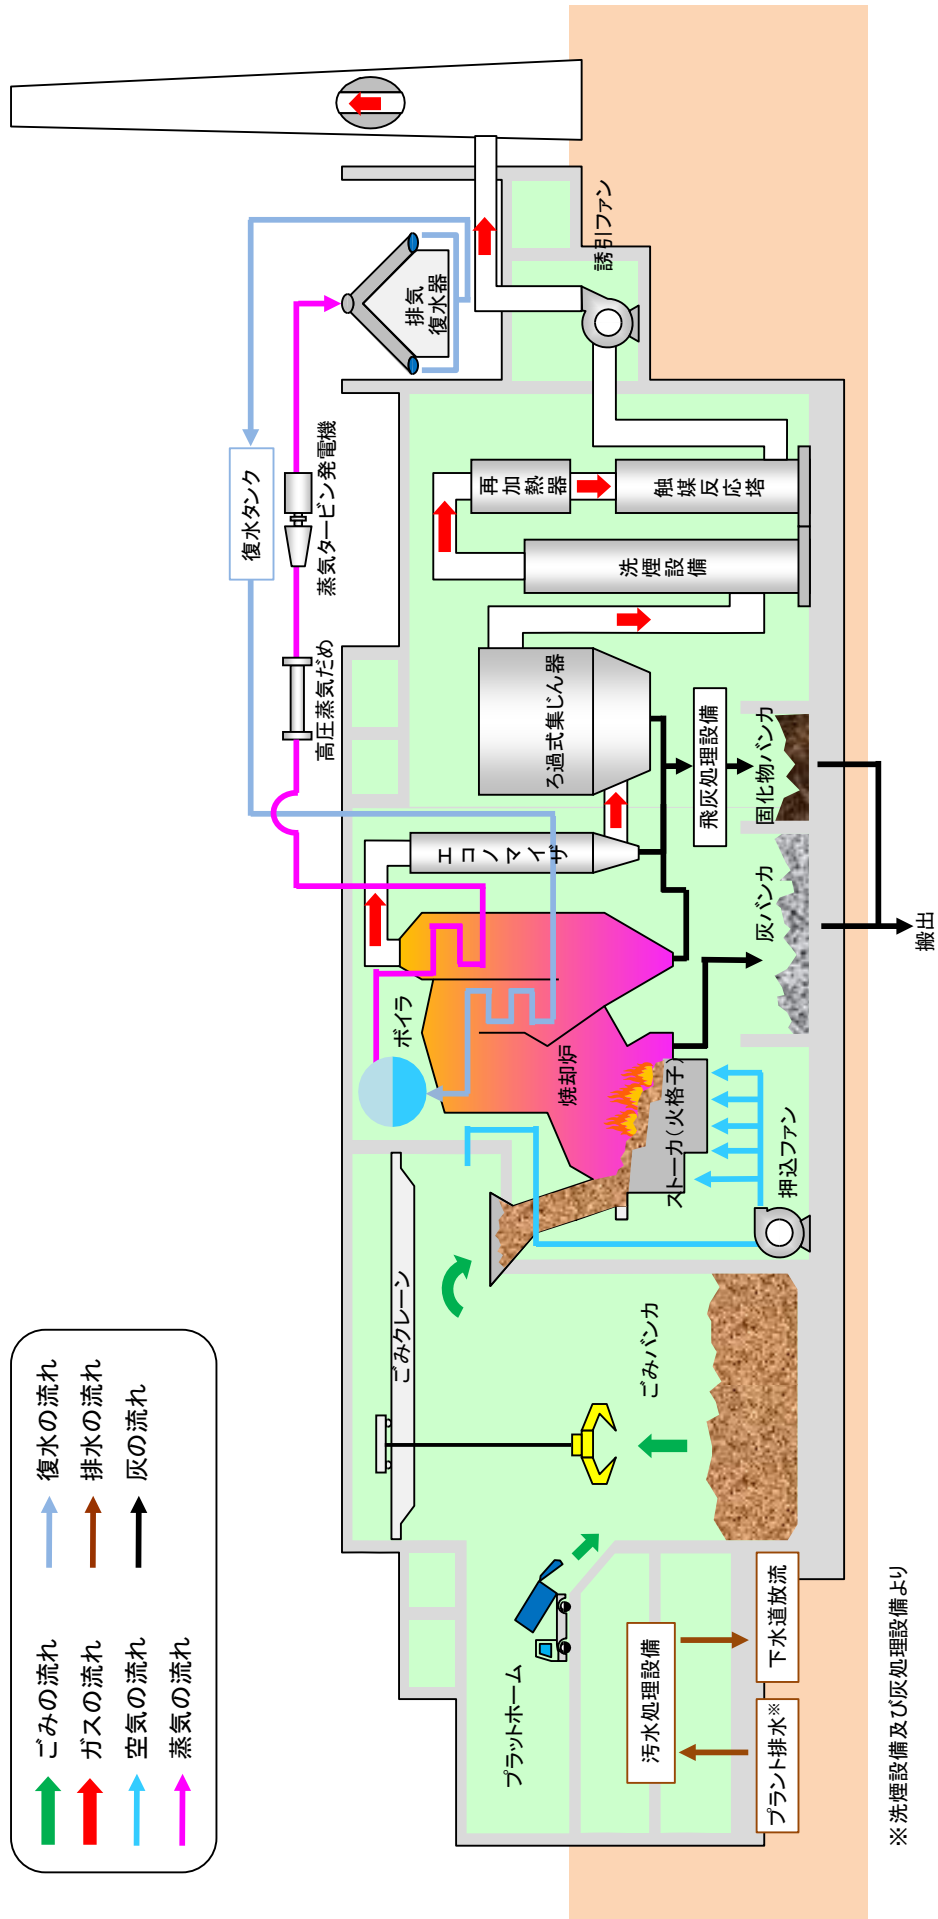 ごみの流れ
ガスの流れ
空気の流れ
蒸気の流れ
復水の流れ
排水の流れ
灰の流れ
プラットホーム
汚水処理設備
プラント排水※
下水道放流
ごみクレーン
ごみバンカ
ボイラ
焼却炉
ストーカ(火格子)
押込ファン
エコノマイザ
灰バンカ
搬出
高圧蒸気だめ
蒸気タービン発電機
復水タンク
排気
復水器
ろ過式集じん器
飛灰処理設備
固化物バンカ
洗煙設備
再加熱器
触媒反応塔
誘引ファン
※洗煙設備及び灰処理設備より